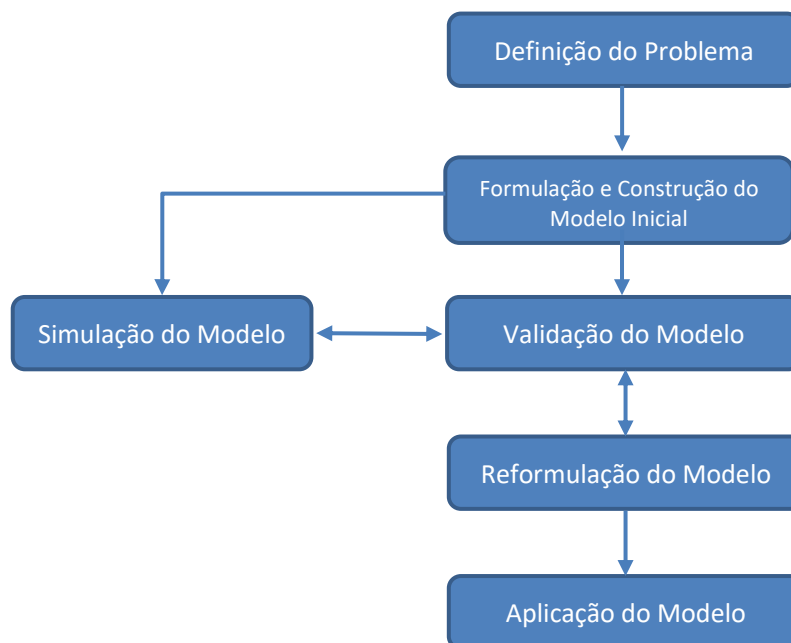 Definição do Problema
Formulação e Construção do
Modelo Inicial
Simulação do Modelo
Validação do Modelo
Reformulação do Modelo
Aplicação do Modelo